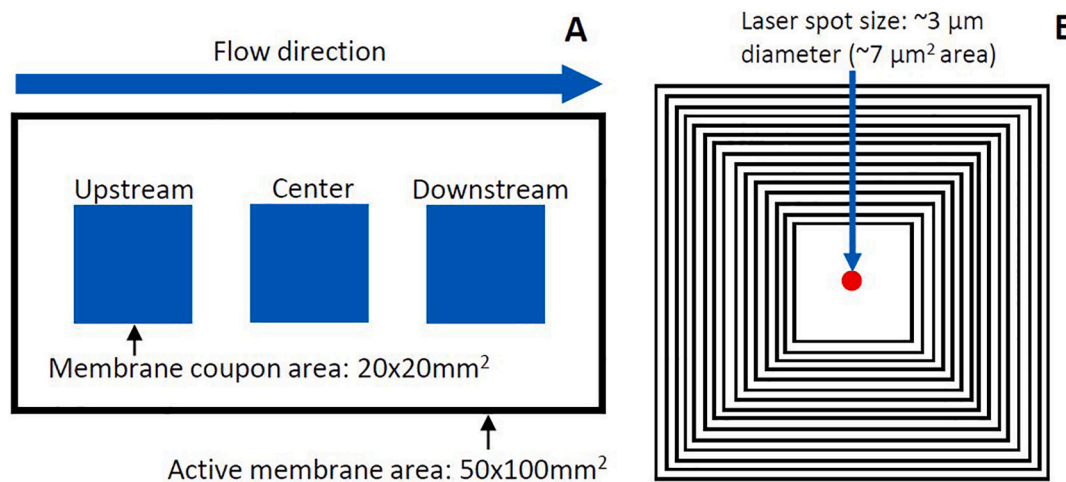 A
Flow direction
Upstream
Center
Downstream
Membrane coupon area: 20x20mm²
Active membrane area: 50x100mm²
Laser spot size: ~3 μm
diameter (~7 μm² area)